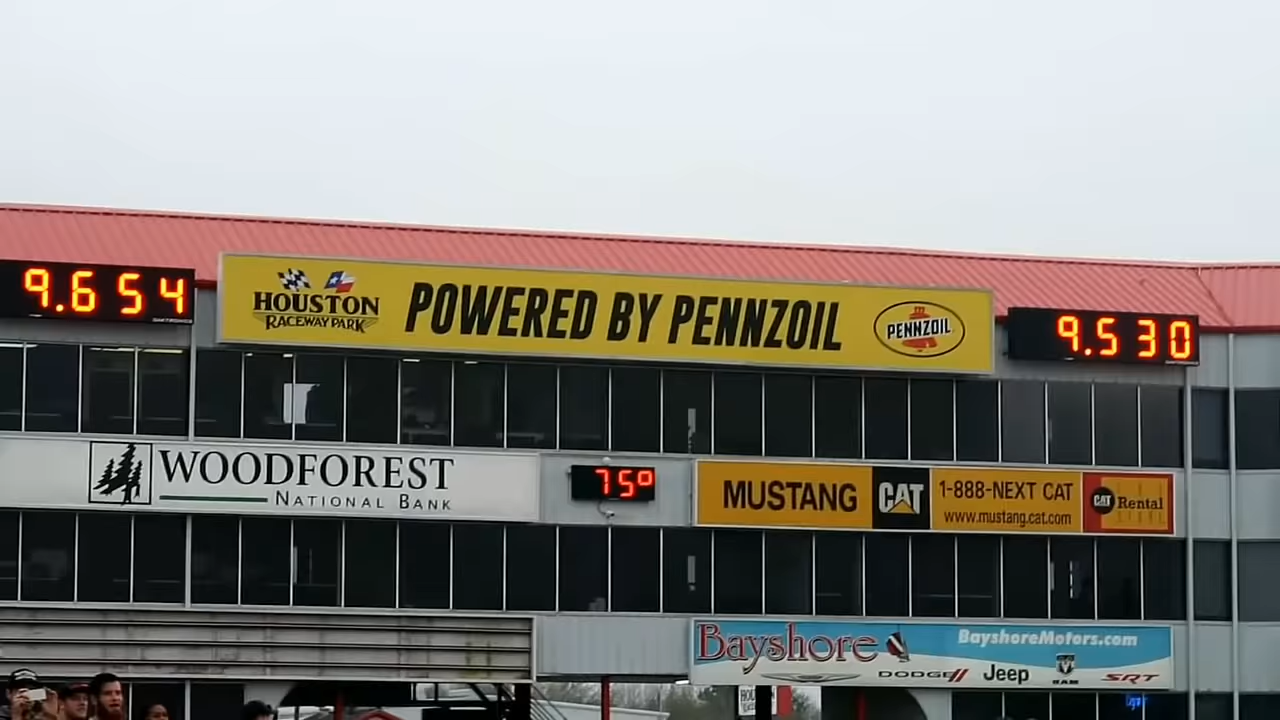 9.654
HOUSTON
RACEWAY PARK
POWERED BY PENNZOIL
PENNZOIL
9.530
WOODFOREST
NATIONAL BANK
75°
MUSTANG
CAT
1-888-NEXT CAT
www.mustang.cat.com
CAT Rental
Bayshore
BayshoreMotors.com
DODGE
Jeep
RAM
SRT